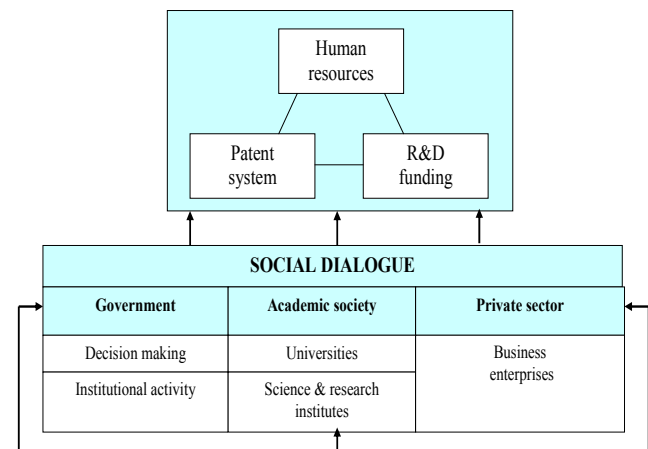 Human
resources
Patent
system
R&D
funding
SOCIAL DIALOGUE
Government
Academic society
Private sector
Decision making
Universities
Business
enterprises
Institutional activity
Science & research
institutes